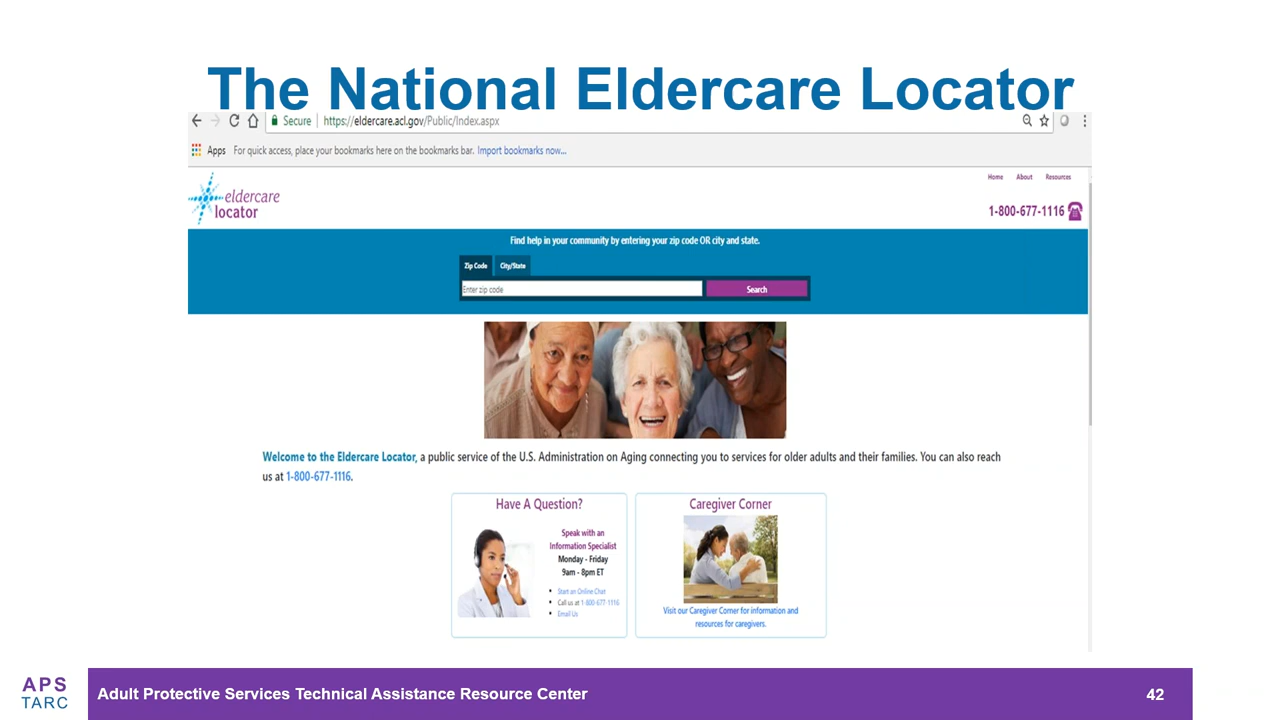 The National Eldercare Locator
Secure | https://eldercare.acl.gov/Public/Index.aspx
Apps For quick access, place your bookmarks here on the bookmarks bar. Import bookmarks now...
Home About Resources
eldercare
locator
1-800-677-1116
Find help in your community by entering your zip code OR city and state.
Zip Code City/State
Enter zip code Search
Welcome to the Eldercare Locator, a public service of the U.S. Administration on Aging connecting you to services for older adults and their families. You can also reach
us at 1-800-677-1116.
Have A Question?
Speak with an
Information Specialist
Monday - Friday
9am - 8pm ET
• Start an Online Chat
• Call us at 1-800-677-1116
• Email Us
Caregiver Corner
Visit our Caregiver Corner for information and
resources for caregivers.
APS
TARC
Adult Protective Services Technical Assistance Resource Center
42